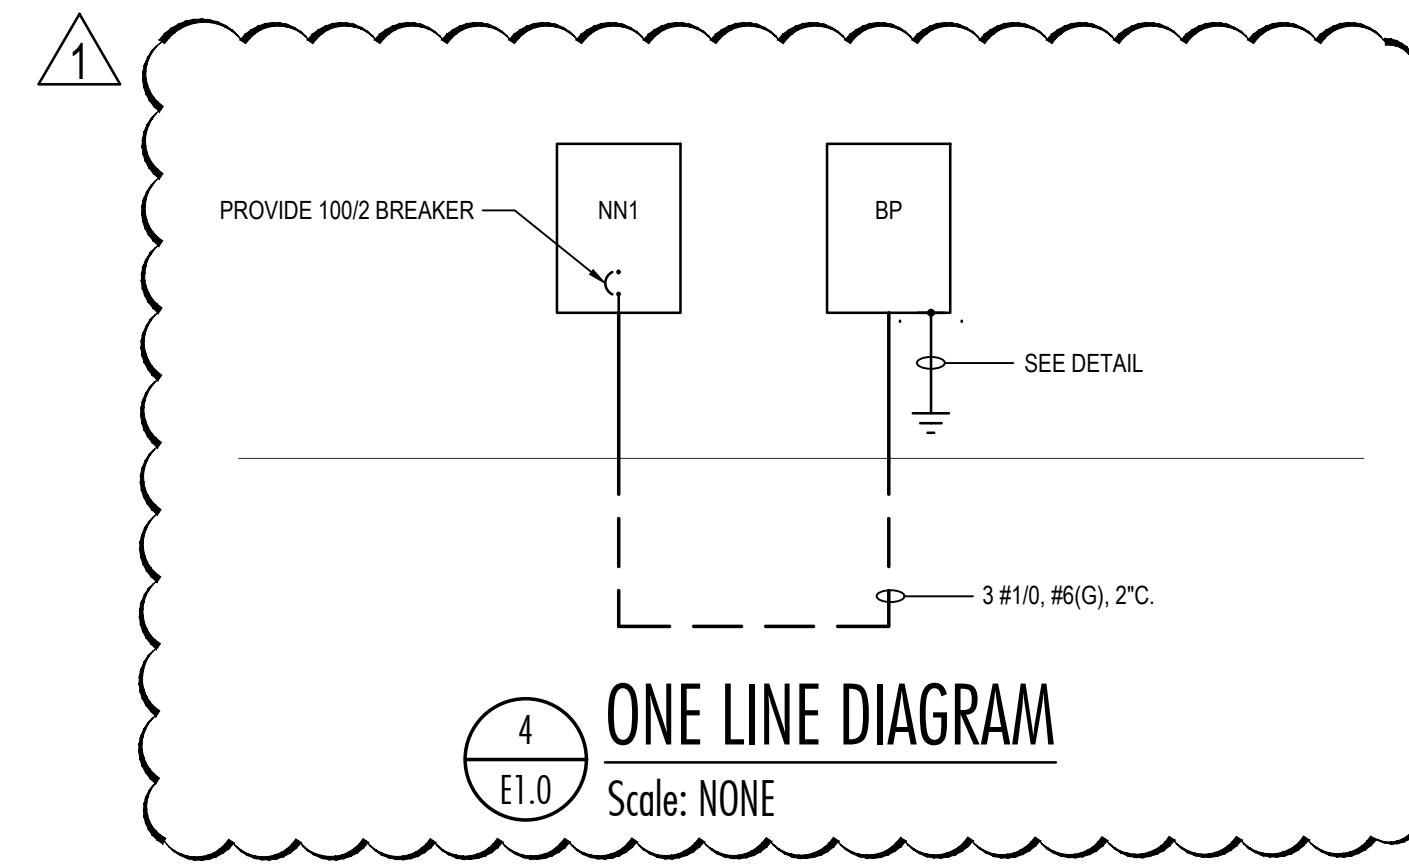 1
PROVIDE 100/2 BREAKER
NN1
BP
SEE DETAIL
3 #1/0, #6(G), 2"C.
4
E1.0
ONE LINE DIAGRAM
Scale: NONE